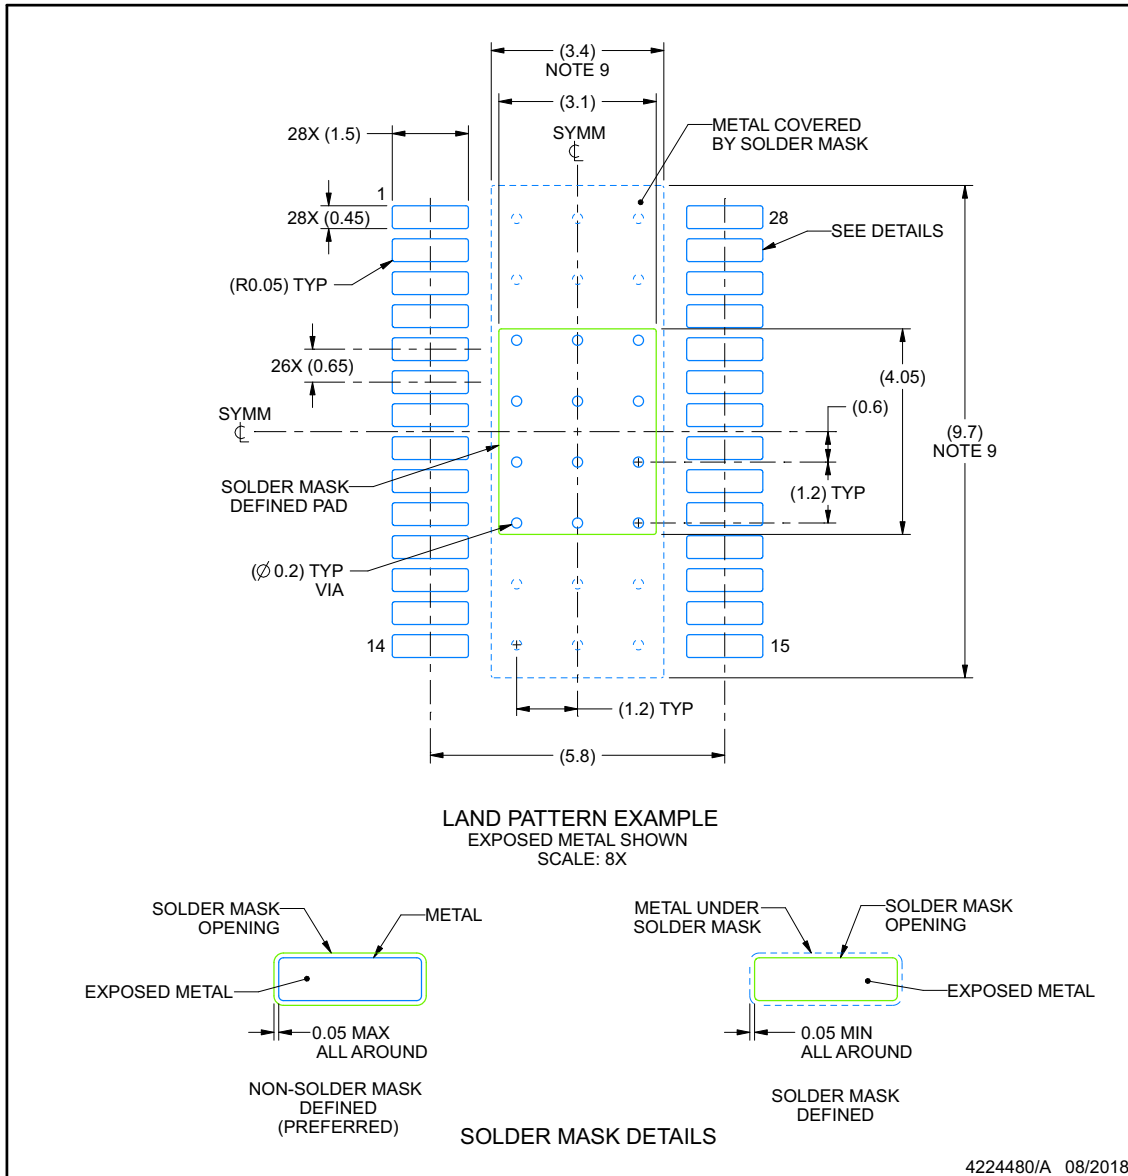 (3.4)
NOTE 9
(3.1)
SYMM
℄
METAL COVERED
BY SOLDER MASK
28X (1.5)
1
28X (0.45)
28
SEE DETAILS
(R0.05) TYP
26X (0.65)
(4.05)
(0.6)
SYMM
℄
(9.7)
NOTE 9
SOLDER MASK
DEFINED PAD
(1.2) TYP
(Ø 0.2) TYP
VIA
14
15
(1.2) TYP
(5.8)
LAND PATTERN EXAMPLE
EXPOSED METAL SHOWN
SCALE: 8X
SOLDER MASK
OPENING
METAL
EXPOSED METAL
0.05 MAX
ALL AROUND
NON-SOLDER MASK
DEFINED
(PREFERRED)
METAL UNDER
SOLDER MASK
SOLDER MASK
OPENING
EXPOSED METAL
0.05 MIN
ALL AROUND
SOLDER MASK
DEFINED
SOLDER MASK DETAILS
4224480/A 08/2018